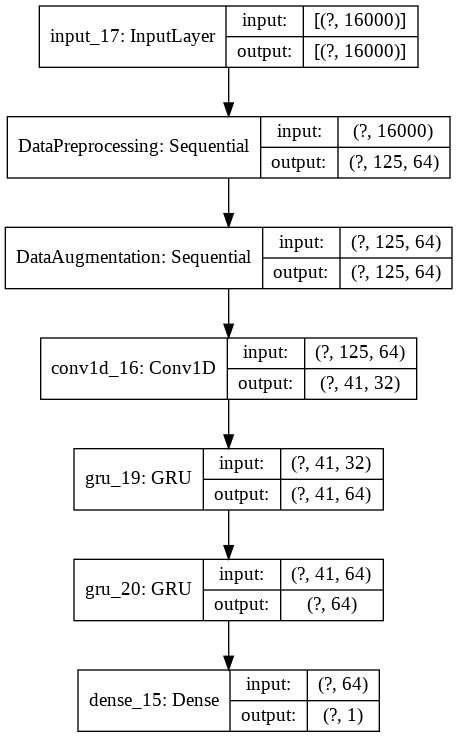 input_17: InputLayer
input: [(?, 16000)]
output: [(?, 16000)]
DataPreprocessing: Sequential
input: (?, 16000)
output: (?, 125, 64)
DataAugmentation: Sequential
input: (?, 125, 64)
output: (?, 125, 64)
conv1d_16: Conv1D
input: (?, 125, 64)
output: (?, 41, 32)
gru_19: GRU
input: (?, 41, 32)
output: (?, 41, 64)
gru_20: GRU
input: (?, 41, 64)
output: (?, 64)
dense_15: Dense
input: (?, 64)
output: (?, 1)